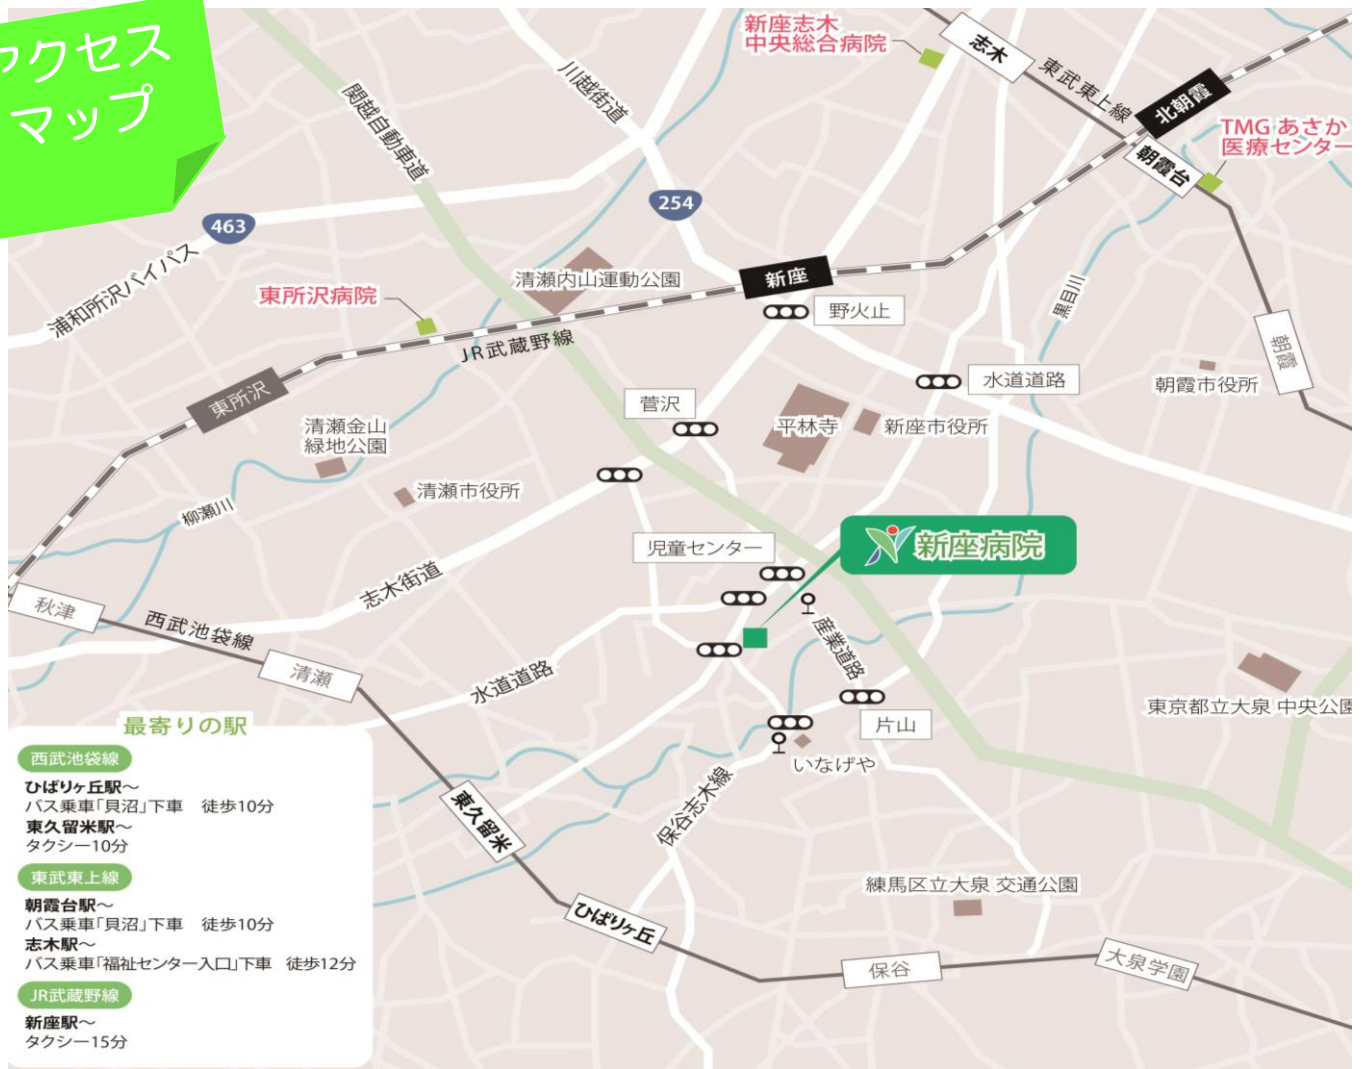 アクセス
マップ
新座志木
中央総合病院
志木
東武東上線
北朝霞
TMG あさか
医療センター
朝霞台
川越街道
関越自動車道
254
463
浦和所沢バイパス
清瀬内山運動公園
新座
東所沢病院
野火止
黒目川
JR武蔵野線
朝霞
水道道路
朝霞市役所
東所沢
菅沢
清瀬金山
緑地公園
平林寺
新座市役所
清瀬市役所
柳瀬川
児童センター
新座病院
志木街道
秋津
西武池袋線
清瀬
産業道路
水道道路
東京都立大泉 中央公園
片山
いなげや
保谷志木線
東久留米
練馬区立大泉 交通公園
ひばりヶ丘
保谷
大泉学園
最寄りの駅
西武池袋線
ひばりヶ丘駅〜
バス乗車「貝沼」下車 徒歩10分
東久留米駅〜
タクシー10分
東武東上線
朝霞台駅〜
バス乗車「貝沼」下車 徒歩10分
志木駅〜
バス乗車「福祉センター入口」下車 徒歩12分
JR武蔵野線
新座駅〜
タクシー15分